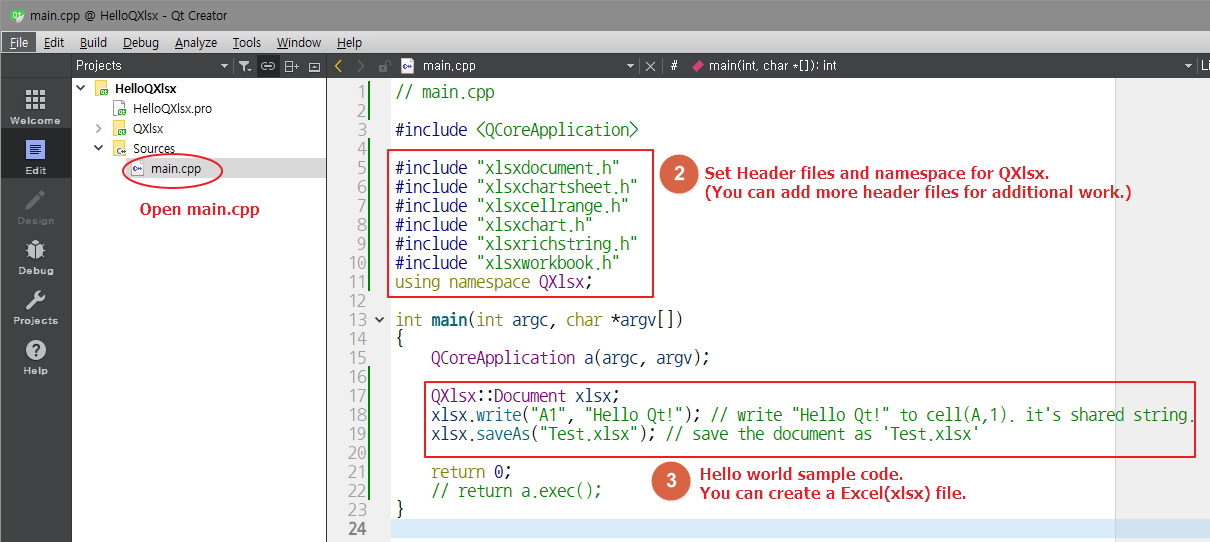 main.cpp @ HelloQXlsx - Qt Creator
File Edit Build Debug Analyze Tools Window Help
Projects
main.cpp
# main(int, char *[]): int
Welcome
Edit
Design
Debug
Projects
Help
HelloQXlsx
HelloQXlsx.pro
QXlsx
Sources
main.cpp
Open main.cpp
1 // main.cpp
2
3 #include <QCoreApplication>
4
5 #include "xlsxdocument.h"
6 #include "xlsxchartsheet.h"
7 #include "xlsxcellrange.h"
8 #include "xlsxchart.h"
9 #include "xlsxrichstring.h"
10 #include "xlsxworkbook.h"
11 using namespace QXlsx;
12
13 int main(int argc, char *argv[])
14 {
15 QCoreApplication a(argc, argv);
16
17 QXlsx::Document xlsx;
18 xlsx.write("A1", "Hello Qt!"); // write "Hello Qt!" to cell(A,1). it's shared string.
19 xlsx.saveAs("Test.xlsx"); // save the document as 'Test.xlsx'
20
21 return 0;
22 // return a.exec();
23 }
24
2 Set Header files and namespace for QXlsx.
(You can add more header files for additional work.)
3 Hello world sample code.
You can create a Excel(xlsx) file.